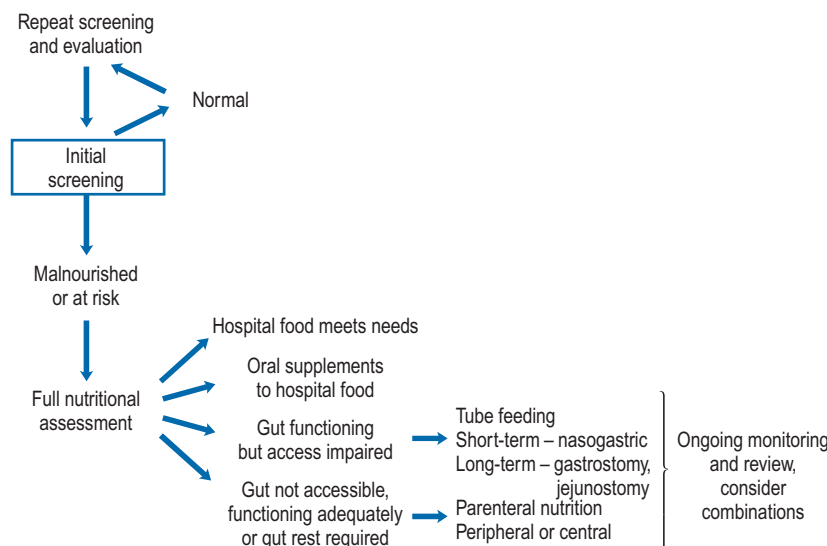 Repeat screening
and evaluation
Normal
Initial
screening
Malnourished
or at risk
Full nutritional
assessment
Hospital food meets needs
Oral supplements
to hospital food
Gut functioning
but access impaired
Gut not accessible,
functioning adequately
or gut rest required
Tube feeding
Short-term – nasogastric
Long-term – gastrostomy,
jejunostomy
Parenteral nutrition
Peripheral or central
Ongoing monitoring
and review,
consider
combinations